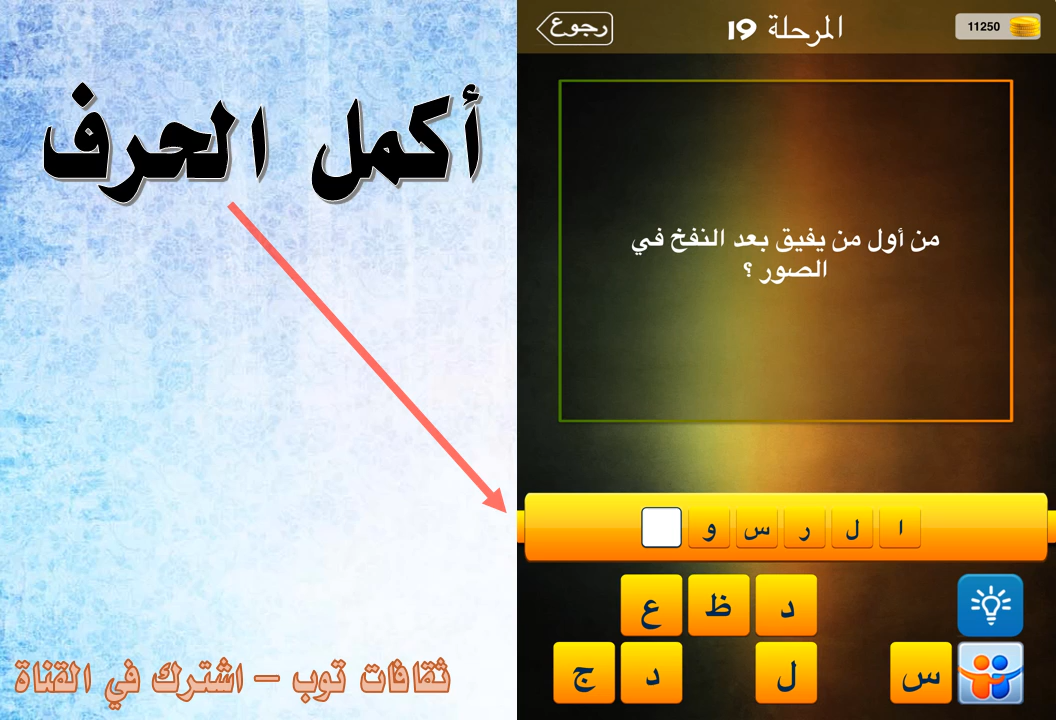 أكمل الحرف
ثقافات توب – اشترك في القناة
رجوع
المرحلة 19
11250
من أول من يفيق بعد النفخ في
الصور ؟
ا ل ر س و
د ظ ع
س ل د ج